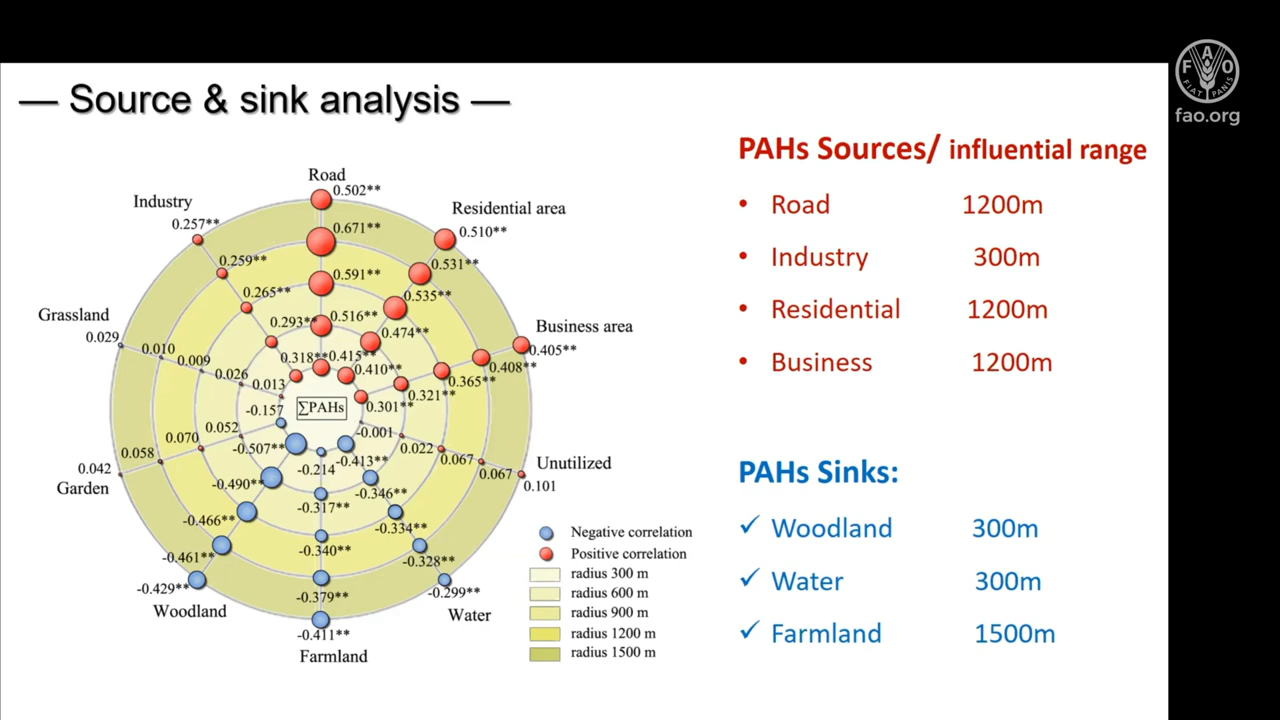 — Source & sink analysis —
F A O
FIAT PANIS
fao.org
Road
0.502**
0.671**
0.591**
0.516**
0.415**
Residential area
0.510**
0.531**
0.535**
0.474**
0.410**
Business area
0.405**
0.408**
0.365**
0.321**
0.301**
Unutilized
0.101
0.067
0.067
0.022
-0.001
Water
-0.299**
-0.328**
-0.334**
-0.346**
-0.413**
Farmland
-0.411**
-0.379**
-0.340**
-0.317**
-0.214
Woodland
-0.429**
-0.461**
-0.466**
-0.490**
-0.507**
Garden
0.042
0.058
0.070
0.052
-0.157
Grassland
0.029
0.010
0.009
0.026
0.013
Industry
0.257**
0.259**
0.265**
0.293**
0.318**
∑PAHs
Negative correlation
Positive correlation
radius 300 m
radius 600 m
radius 900 m
radius 1200 m
radius 1500 m
PAHs Sources/ influential range
• Road 1200m
• Industry 300m
• Residential 1200m
• Business 1200m
PAHs Sinks:
✓ Woodland 300m
✓ Water 300m
✓ Farmland 1500m